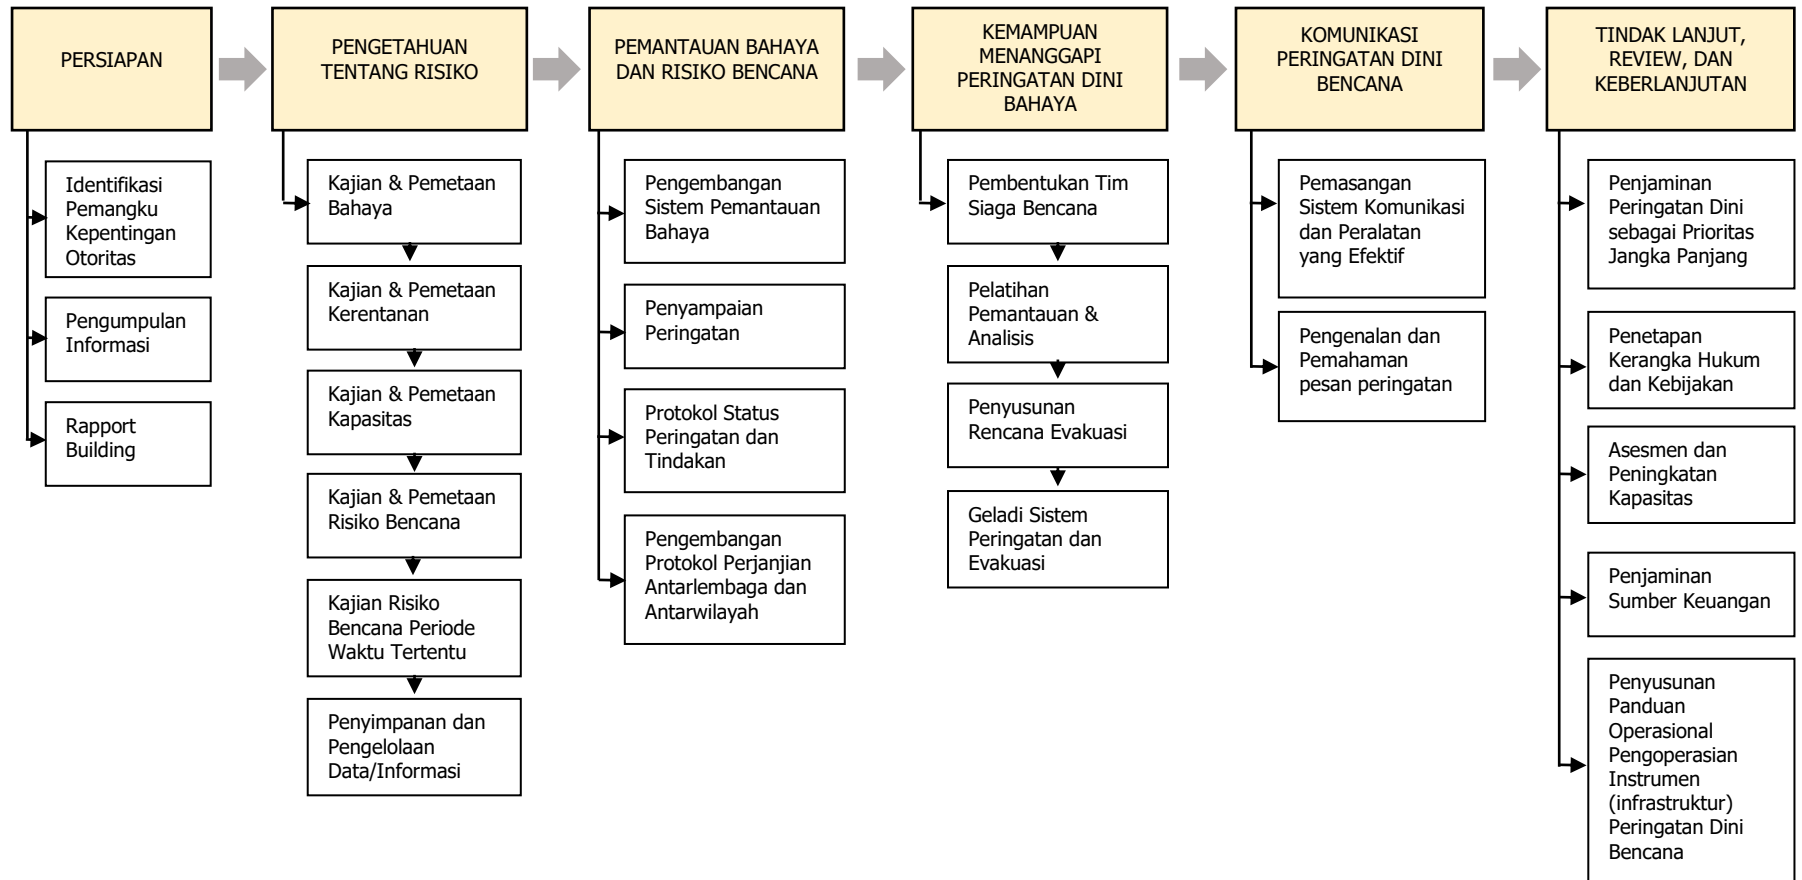 PERSIAPAN
Identifikasi
Pemangku
Kepentingan
Otoritas
Pengumpulan
Informasi
Rapport
Building
PENGETAHUAN
TENTANG RISIKO
Kajian & Pemetaan
Bahaya
Kajian & Pemetaan
Kerentanan
Kajian & Pemetaan
Kapasitas
Kajian & Pemetaan
Risiko Bencana
Kajian Risiko
Bencana Periode
Waktu Tertentu
Penyimpanan dan
Pengelolaan
Data/Informasi
PEMANTAUAN BAHAYA
DAN RISIKO BENCANA
Pengembangan
Sistem Pemantauan
Bahaya
Penyampaian
Peringatan
Protokol Status
Peringatan dan
Tindakan
Pengembangan
Protokol Perjanjian
Antarlembaga dan
Antarwilayah
KEMAMPUAN
MENANGGAPI
PERINGATAN DINI
BAHAYA
Pembentukan Tim
Siaga Bencana
Pelatihan
Pemantauan &
Analisis
Penyusunan
Rencana Evakuasi
Geladi Sistem
Peringatan dan
Evakuasi
KOMUNIKASI
PERINGATAN DINI
BENCANA
Pemasangan
Sistem Komunikasi
dan Peralatan
yang Efektif
Pengenalan dan
Pemahaman
pesan peringatan
TINDAK LANJUT,
REVIEW, DAN
KEBERLANJUTAN
Penjaminan
Peringatan Dini
sebagai Prioritas
Jangka Panjang
Penetapan
Kerangka Hukum
dan Kebijakan
Asesmen dan
Peningkatan
Kapasitas
Penjaminan
Sumber Keuangan
Penyusunan
Panduan
Operasional
Pengoperasian
Instrumen
(infrastruktur)
Peringatan Dini
Bencana